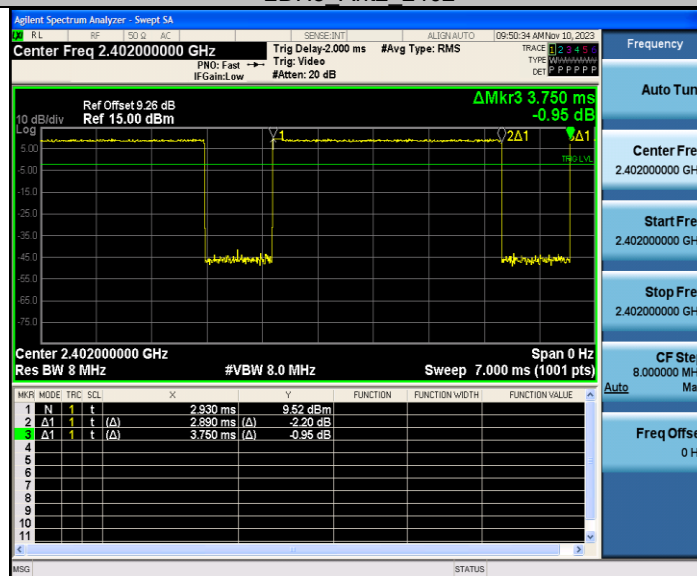 Agilent Spectrum Analyzer - Swept SA
RL RF 50 Ω AC SENSE:INT ALIGN AUTO 09:50:34 AM Nov 10, 2023
Center Freq 2.402000000 GHz
PNO: Fast
IFGain:Low
Trig Delay-2.000 ms
Trig: Video
#Atten: 20 dB
#Avg Type: RMS
TRACE 1 2 3 4 5 6
TYPE
DET P P P P P P
Ref Offset 9.26 dB
10 dB/div Ref 15.00 dBm
ΔMkr3 3.750 ms
-0.95 dB
Log
5.00
-5.00
-15.0
-25.0
-35.0
-45.0
-55.0
-65.0
-75.0
1
2Δ1
3Δ1
TRIG LVL
Center 2.402000000 GHz Span 0 Hz
Res BW 8 MHz #VBW 8.0 MHz Sweep 7.000 ms (1001 pts)
MKR MODE TRC SCL X Y FUNCTION FUNCTION WIDTH FUNCTION VALUE
1 N 1 t 2.930 ms 9.52 dBm
2 Δ1 1 t (Δ) 2.890 ms (Δ) -2.20 dB
3 Δ1 1 t (Δ) 3.750 ms (Δ) -0.95 dB
4
5
6
7
8
9
10
11
MSG STATUS
Frequency
Auto Tun
Center Fre
2.402000000 GH
Start Fre
2.402000000 GH
Stop Fre
2.402000000 GH
CF Ste
8.000000 MH
Auto Ma
Freq Offse
0 H